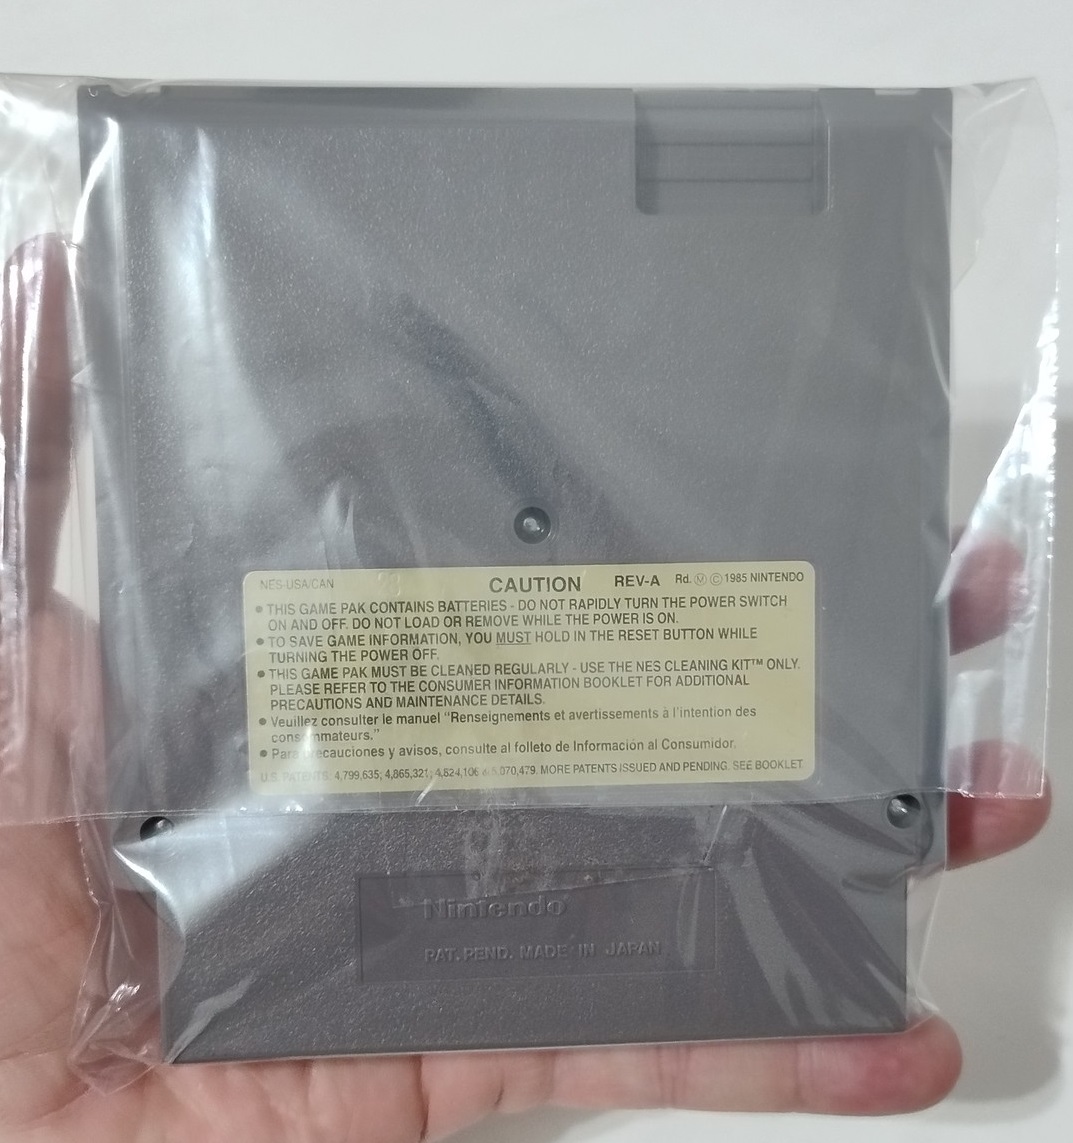 NES-USA/CAN CAUTION REV-A Rd. Ⓜ Ⓒ 1985 NINTENDO
● THIS GAME PAK CONTAINS BATTERIES - DO NOT RAPIDLY TURN THE POWER SWITCH
ON AND OFF. DO NOT LOAD OR REMOVE WHILE THE POWER IS ON.
● TO SAVE GAME INFORMATION, YOU MUST HOLD IN THE RESET BUTTON WHILE
TURNING THE POWER OFF.
● THIS GAME PAK MUST BE CLEANED REGULARLY - USE THE NES CLEANING KIT™ ONLY.
PLEASE REFER TO THE CONSUMER INFORMATION BOOKLET FOR ADDITIONAL
PRECAUTIONS AND MAINTENANCE DETAILS.
● Veuillez consulter le manuel "Renseignements et avertissements à l'intention des
consommateurs."
● Para precauciones y avisos, consulte al folleto de Información al Consumidor.
U.S. PATENTS: 4,799,635; 4,865,321; 4,824,106 & 5,070,479. MORE PATENTS ISSUED AND PENDING. SEE BOOKLET.
Nintendo
PAT. PEND. MADE IN JAPAN